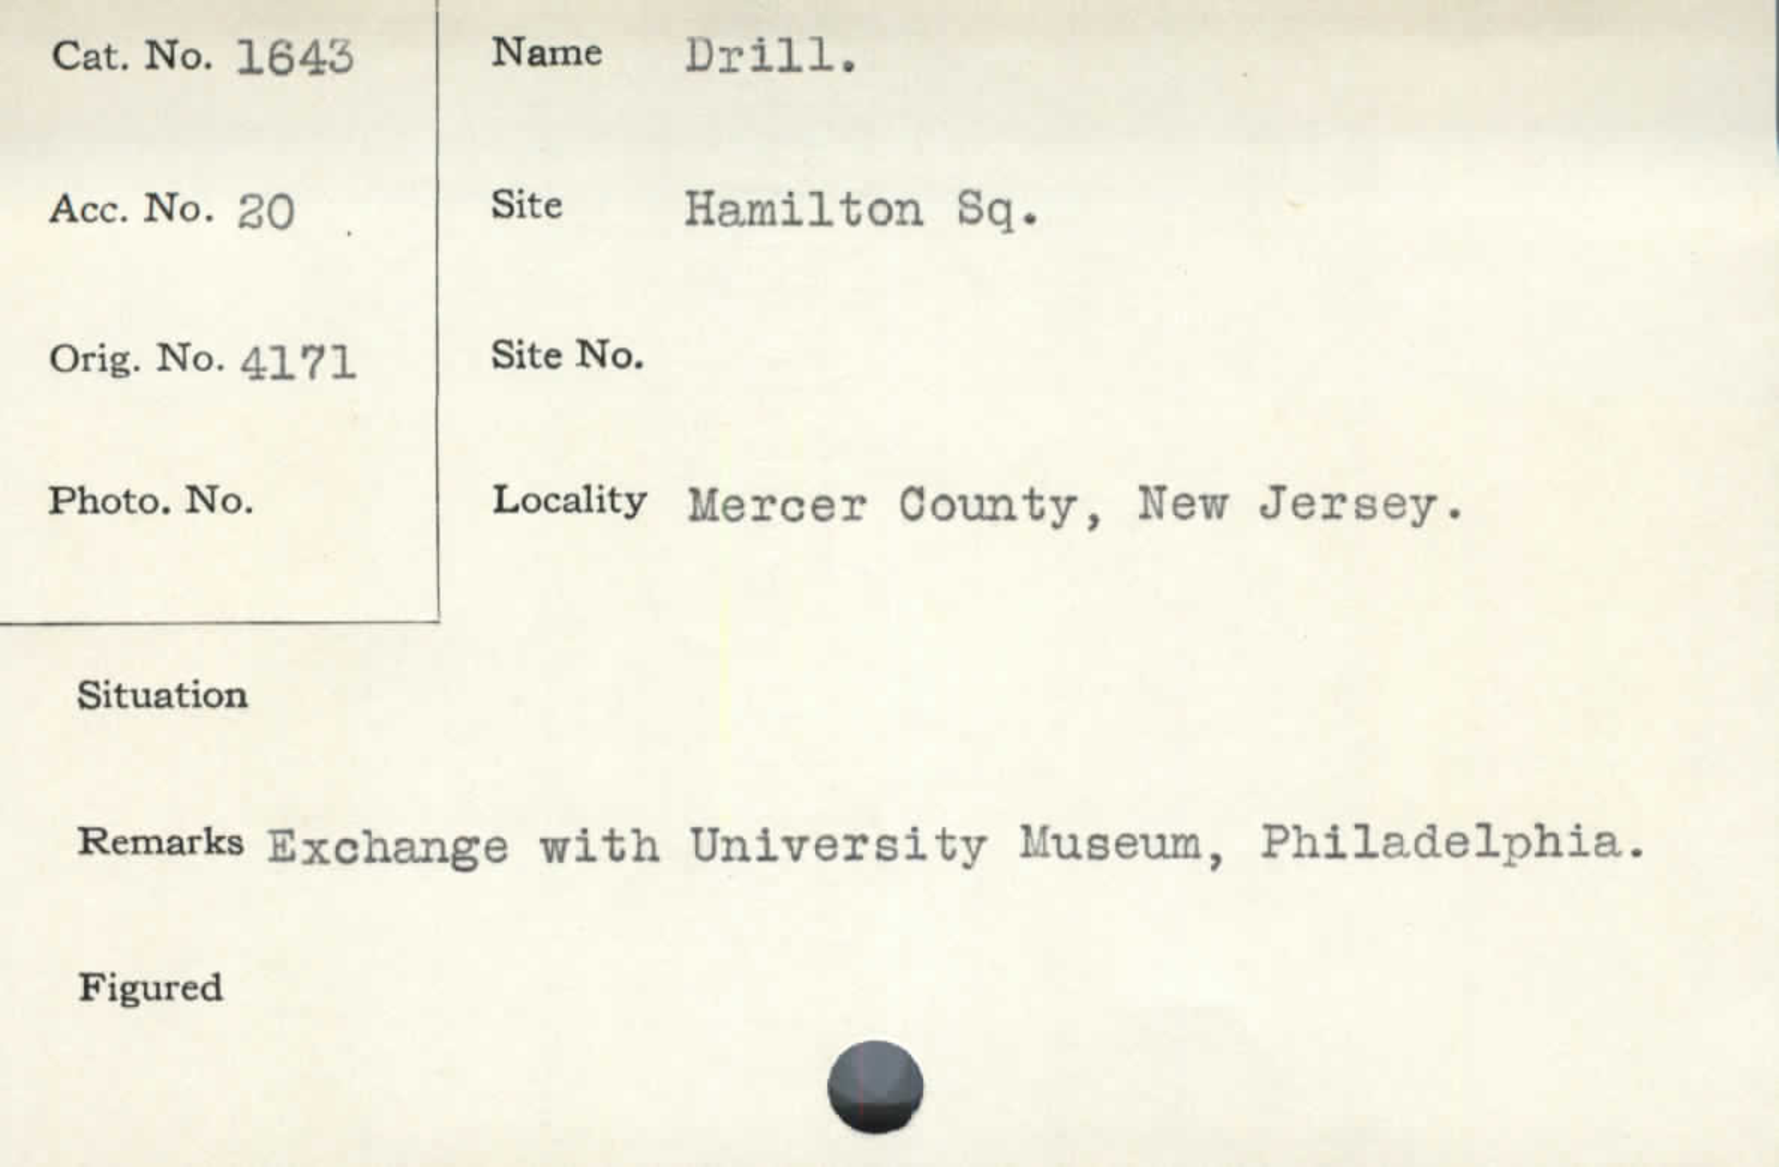 Cat. No. 1643
Acc. No. 20
Orig. No. 4171
Photo. No.
Name Drill.
Site Hamilton Sq.
Site No.
Locality Mercer County, New Jersey.
Situation
Remarks Exchange with University Museum, Philadelphia.
Figured